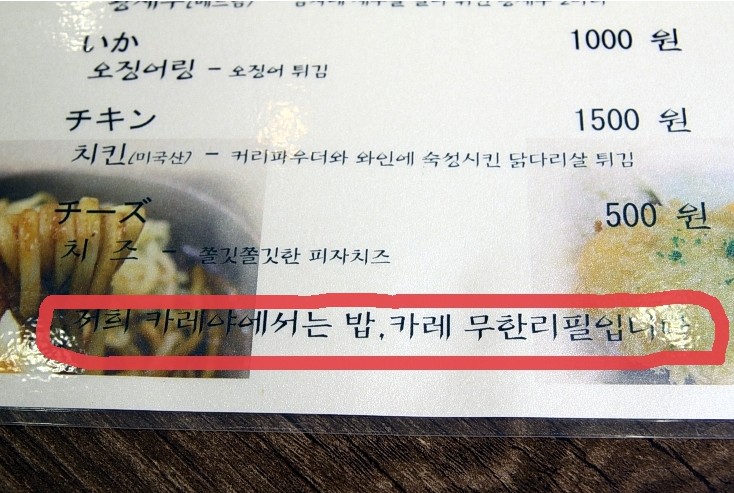 いか 1000 원
오징어링 - 오징어 튀김
チキン 1500 원
치킨(미국산) - 커리파우더와 와인에 숙성시킨 닭다리살 튀김
チーズ 500 원
치즈 - 쫄깃쫄깃한 피자치즈
저희 카레야에서는 밥,카레 무한리필입니다